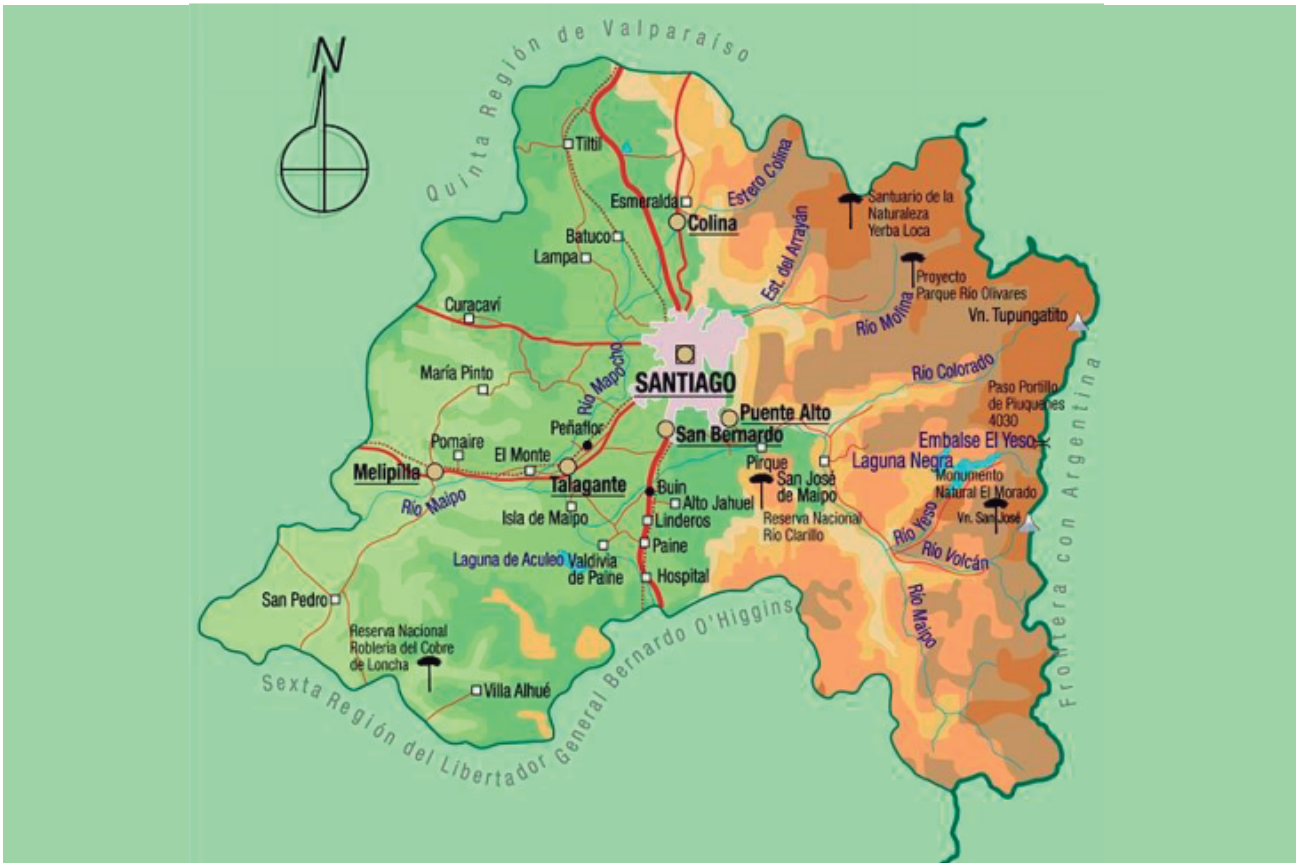 N
Quinta Región de Valparaíso
Tiltil
Estero Colina
Esmeralda
Colina
Santuario de la
Naturaleza
Yerba Loca
Batuco
Lampa
Est. del Arrayán
Proyecto
Parque Río Olivares
Curacaví
Río Molina
Vn. Tupungatito
Río Mapocho
SANTIAGO
María Pinto
Río Colorado
Paso Portillo
de Piuquenes
4030
Puente Alto
Peñaflor
San Bernardo
Pomaire
El Monte
Embalse El Yeso
Melipilla
Talagante
Pirque
Laguna Negra
San José
de Maipo
Monumento
Natural El Morado
Río Maipo
Isla de Maipo
Buin
Alto Jahuel
Linderos
Reserva Nacional
Río Clarillo
Vn. San José
Río Yeso
Río Volcán
Laguna de Aculeo
Valdivia
de Paine
Paine
Hospital
San Pedro
Río Maipo
Reserva Nacional
Roblería del Cobre
de Loncha
Villa Alhué
Sexta Región del Libertador General Bernardo O'Higgins
Frontera con Argentina